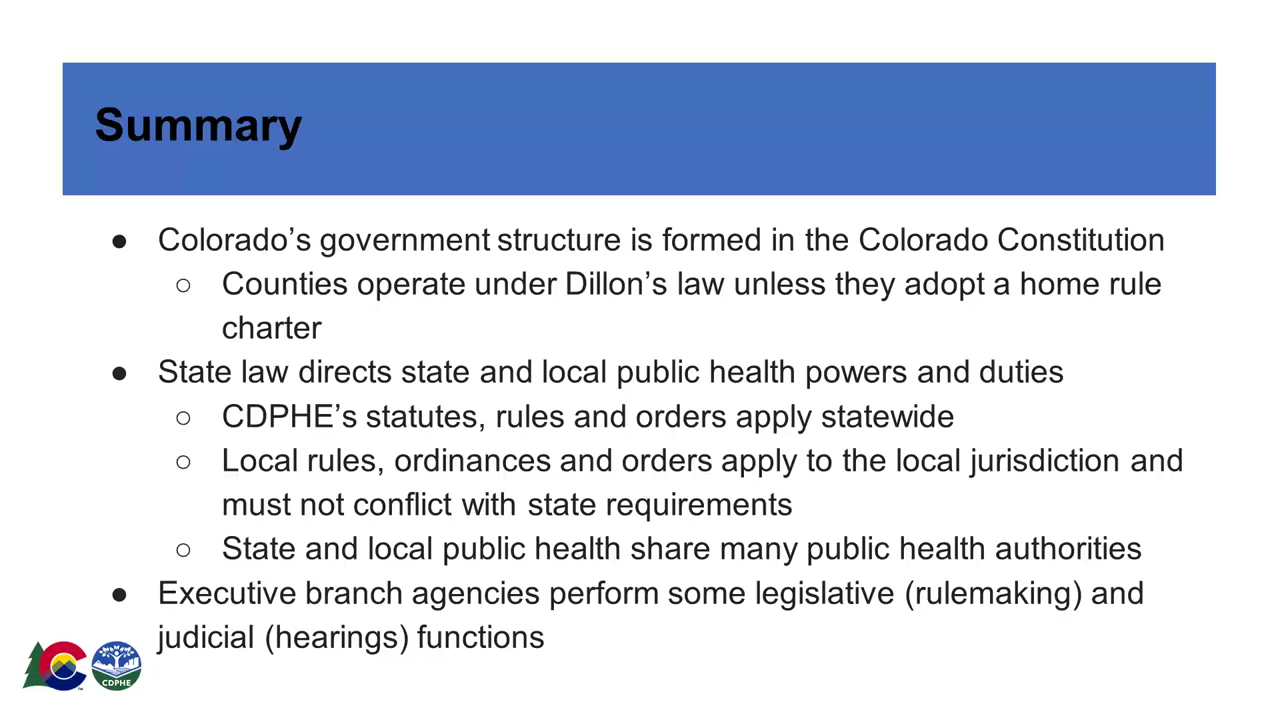 Summary
● Colorado’s government structure is formed in the Colorado Constitution
○ Counties operate under Dillon’s law unless they adopt a home rule
charter
● State law directs state and local public health powers and duties
○ CDPHE’s statutes, rules and orders apply statewide
○ Local rules, ordinances and orders apply to the local jurisdiction and
must not conflict with state requirements
○ State and local public health share many public health authorities
● Executive branch agencies perform some legislative (rulemaking) and
judicial (hearings) functions
CDPHE